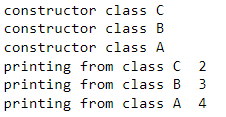 constructor class C
constructor class B
constructor class A
printing from class C  2
printing from class B  3
printing from class A  4